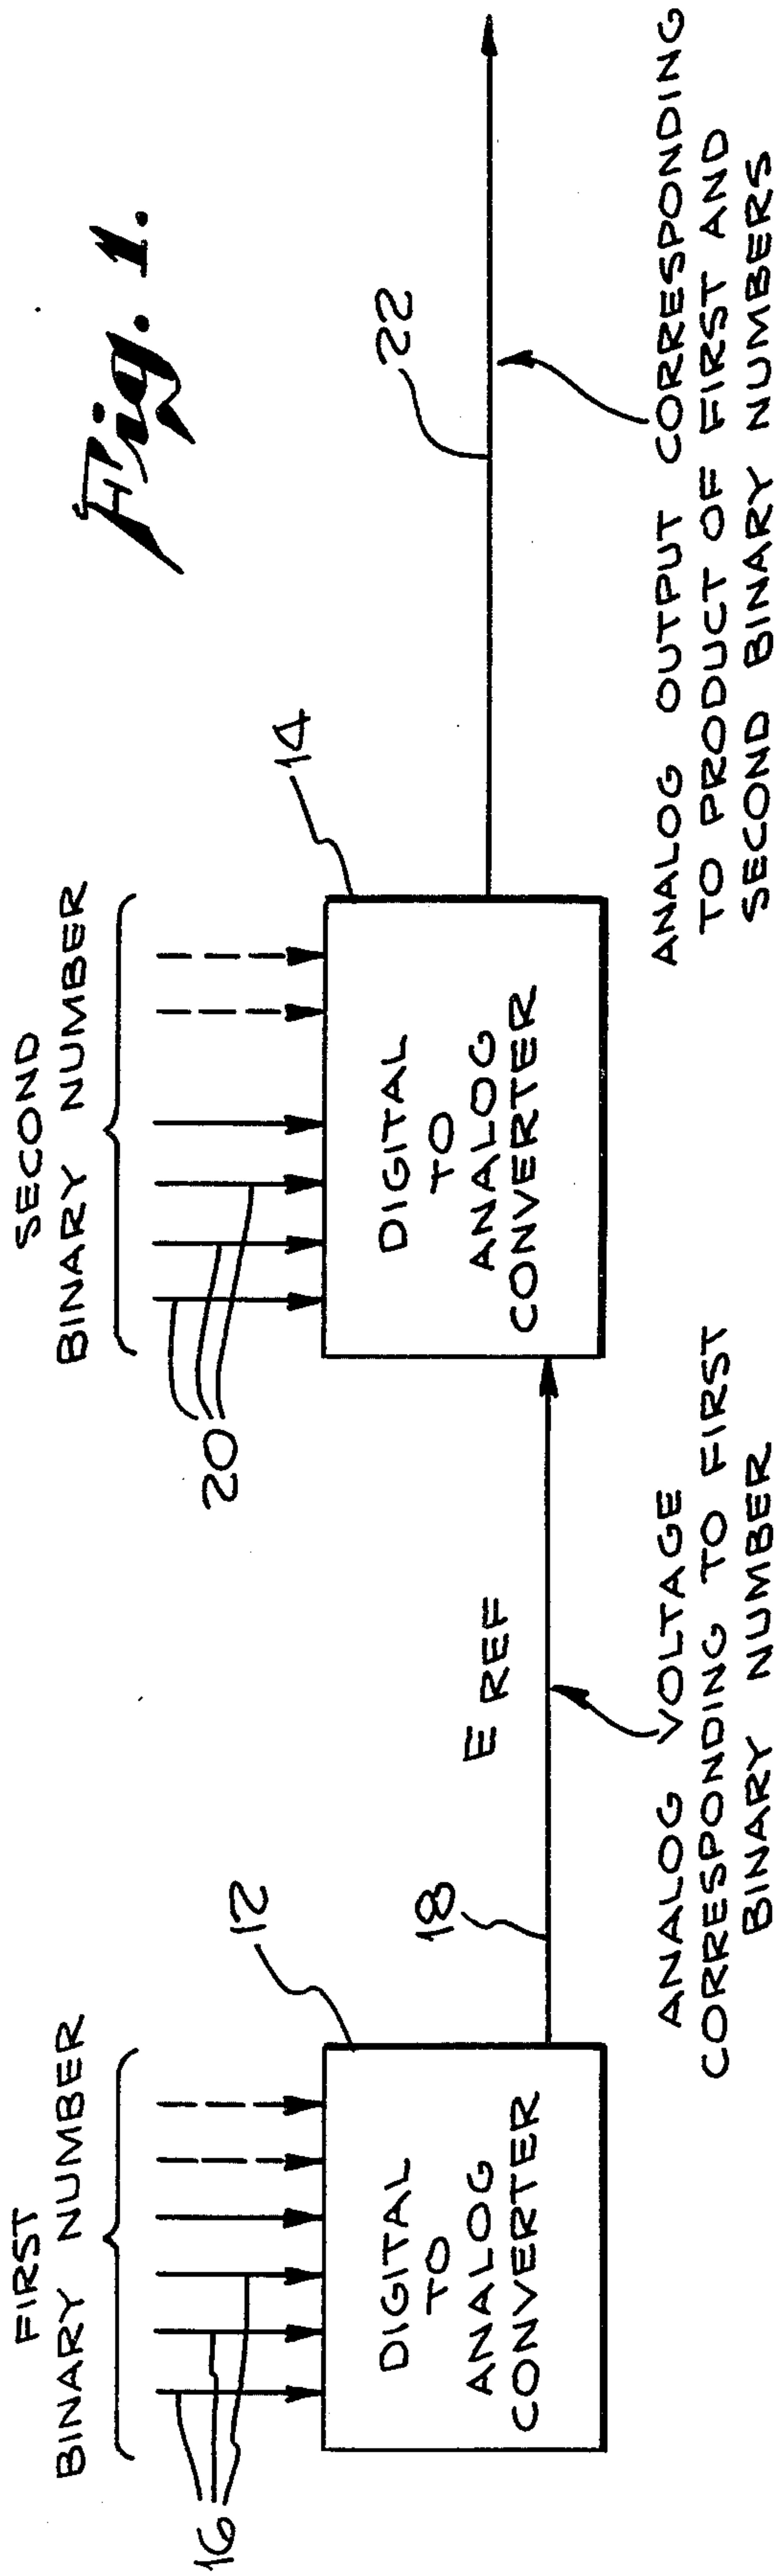 Fig. 1.
FIRST
BINARY NUMBER
16
12
DIGITAL
TO
ANALOG
CONVERTER
18
E REF
ANALOG VOLTAGE
CORRESPONDING TO FIRST
BINARY NUMBER
SECOND
BINARY NUMBER
20
14
DIGITAL
TO
ANALOG
CONVERTER
22
ANALOG OUTPUT CORRESPONDING
TO PRODUCT OF FIRST AND
SECOND BINARY NUMBERS